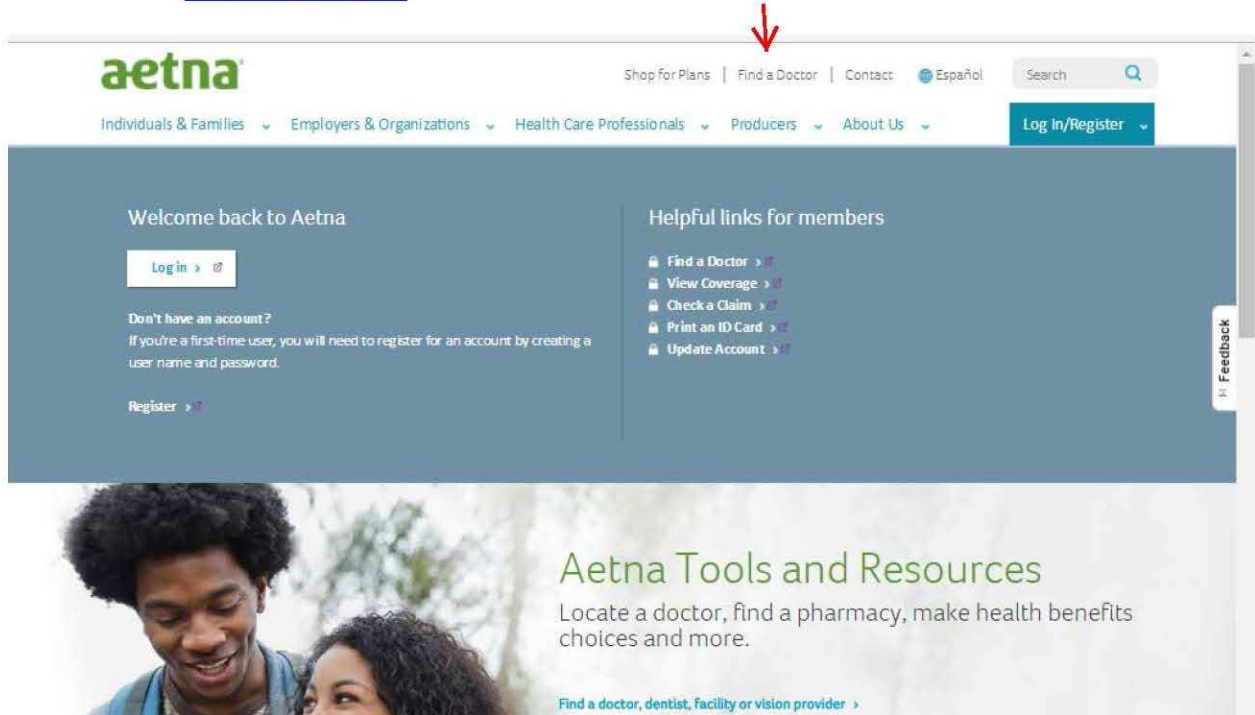 aetna
Shop for Plans | Find a Doctor | Contact Español Search
Individuals & Families Employers & Organizations Health Care Professionals Producers About Us Log In/Register
Welcome back to Aetna
Log in >
Don't have an account?
If you're a first-time user, you will need to register for an account by creating a
user name and password.
Register >
Helpful links for members
Find a Doctor >
View Coverage >
Check a Claim >
Print an ID Card >
Update Account >
Feedback
Aetna Tools and Resources
Locate a doctor, find a pharmacy, make health benefits
choices and more.
Find a doctor, dentist, facility or vision provider >